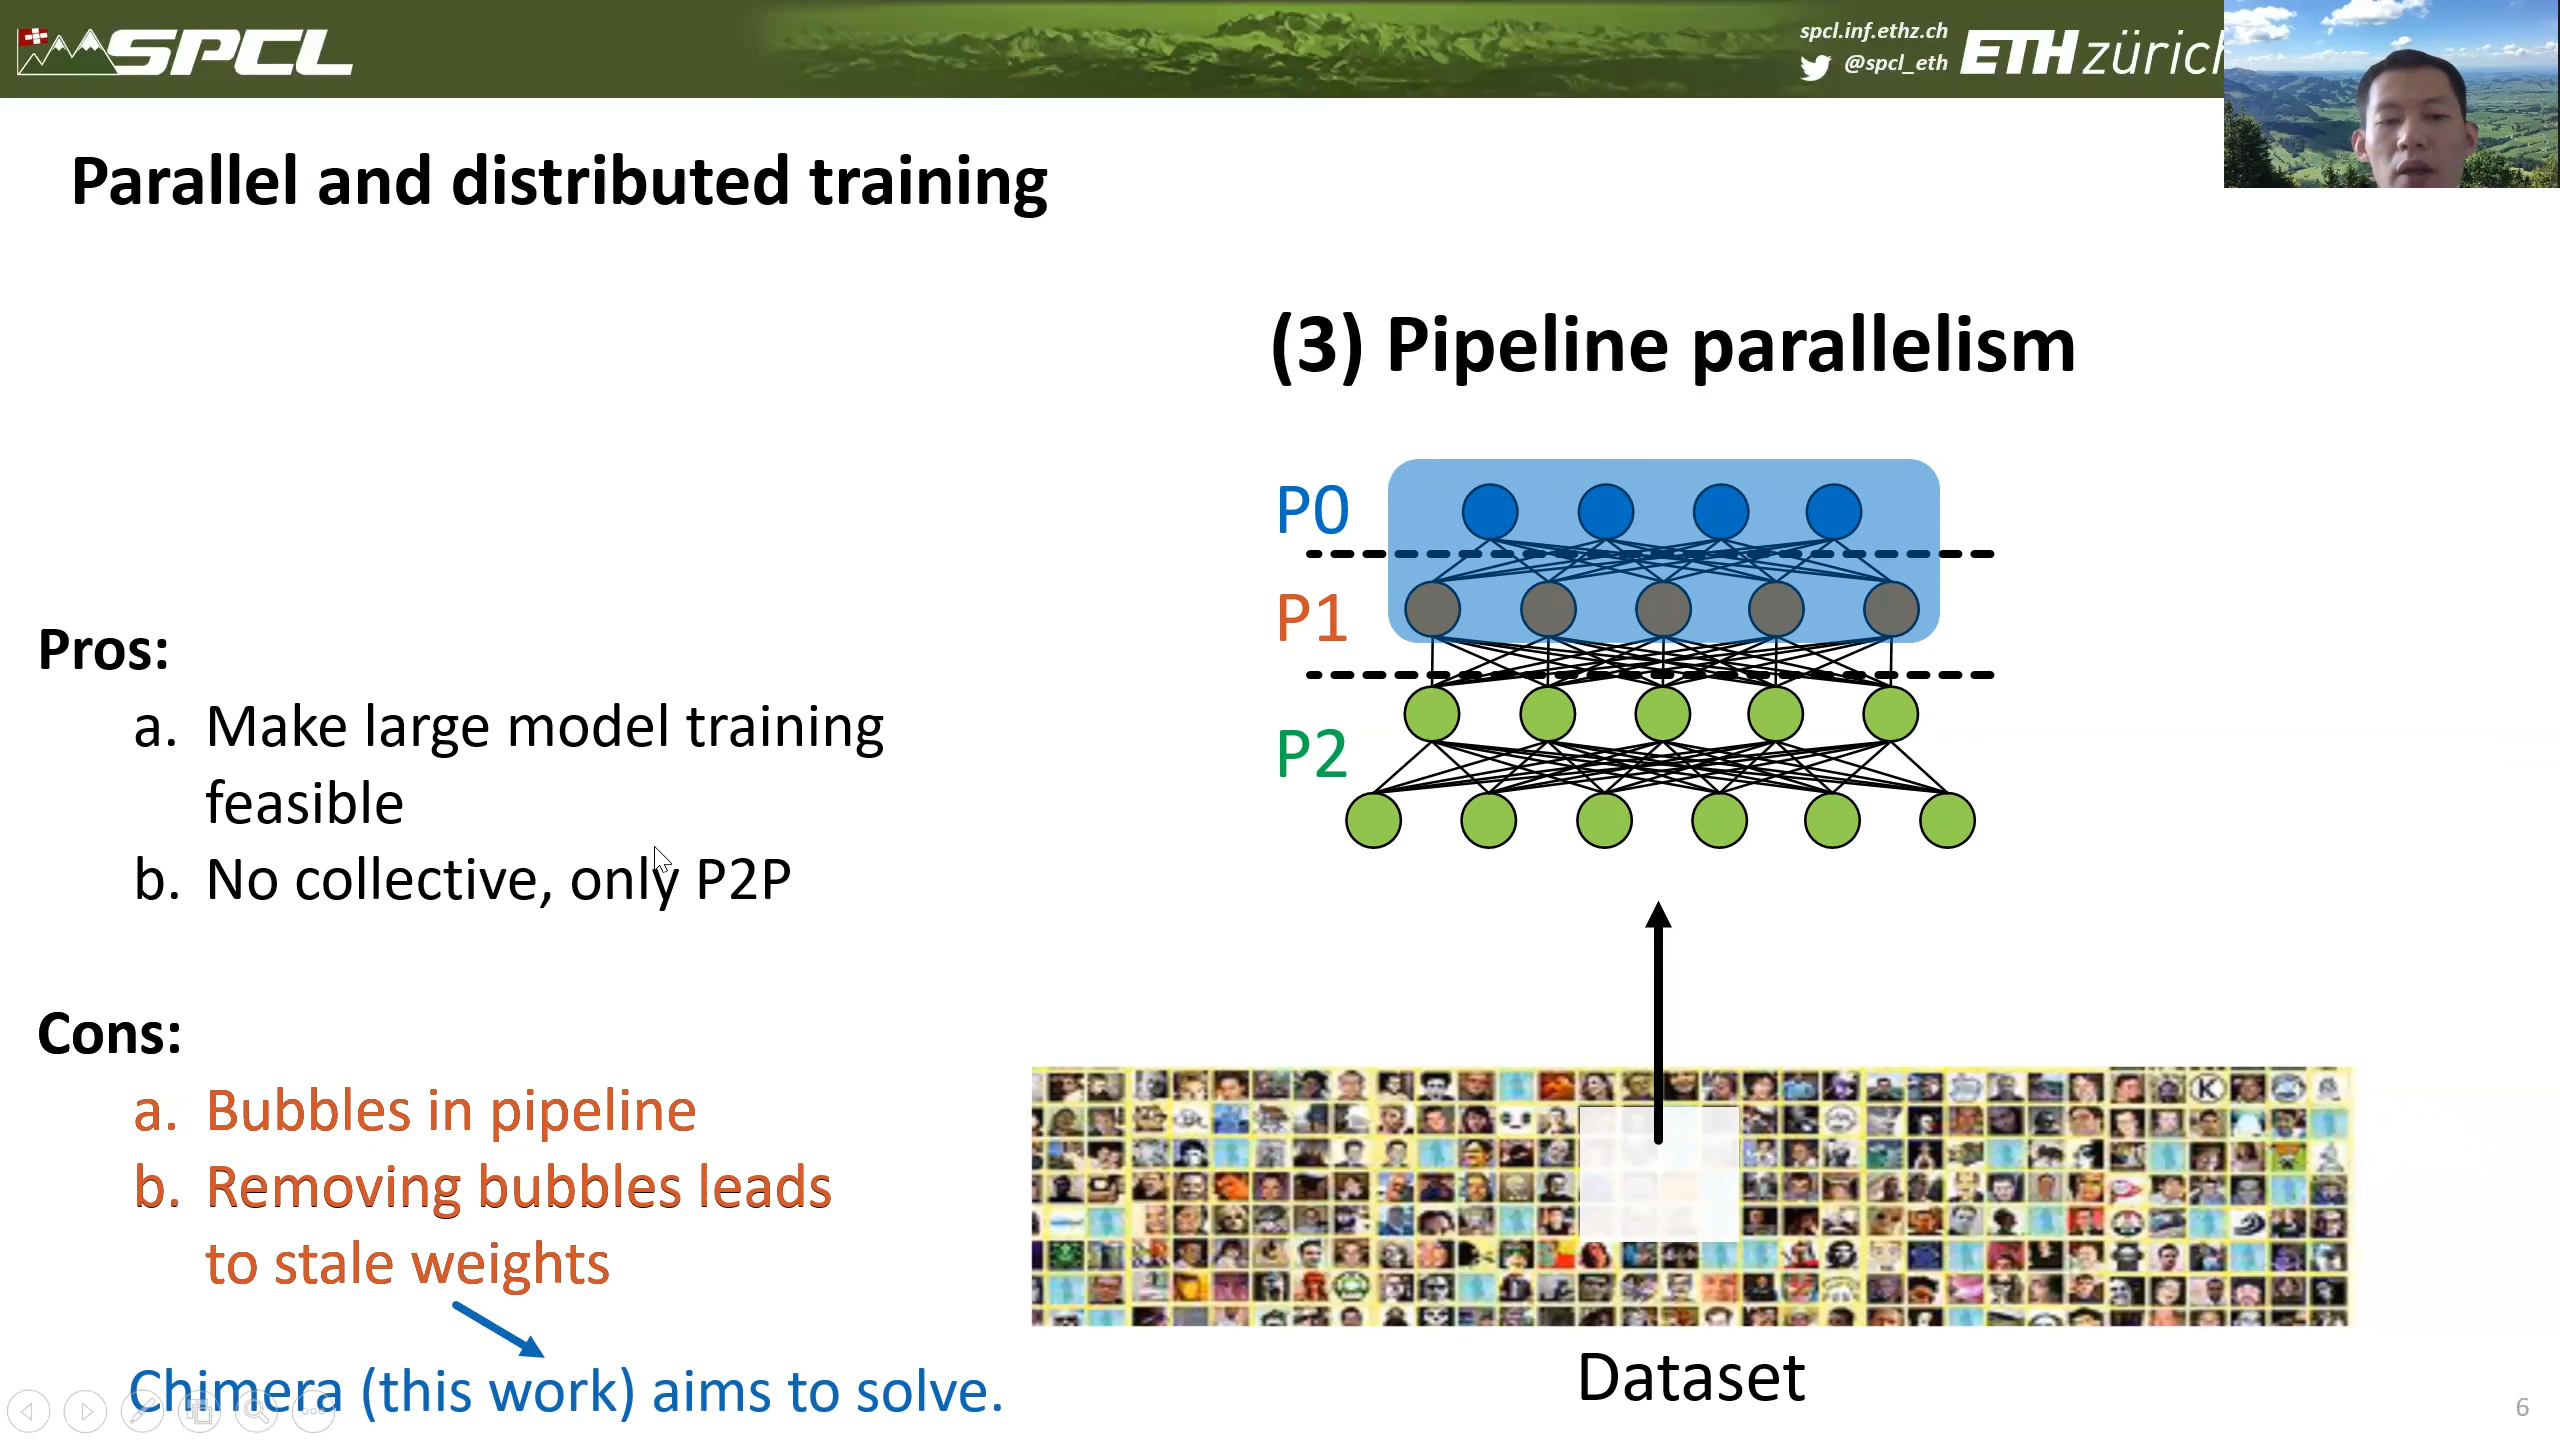 SPCL
spcl.inf.ethz.ch
@spcl_eth
ETH züric
Parallel and distributed training
(3) Pipeline parallelism
P0
P1
P2
Pros:
a. Make large model training
feasible
b. No collective, only P2P
Cons:
a. Bubbles in pipeline
b. Removing bubbles leads
to stale weights
Chimera (this work) aims to solve.
K
Dataset
6